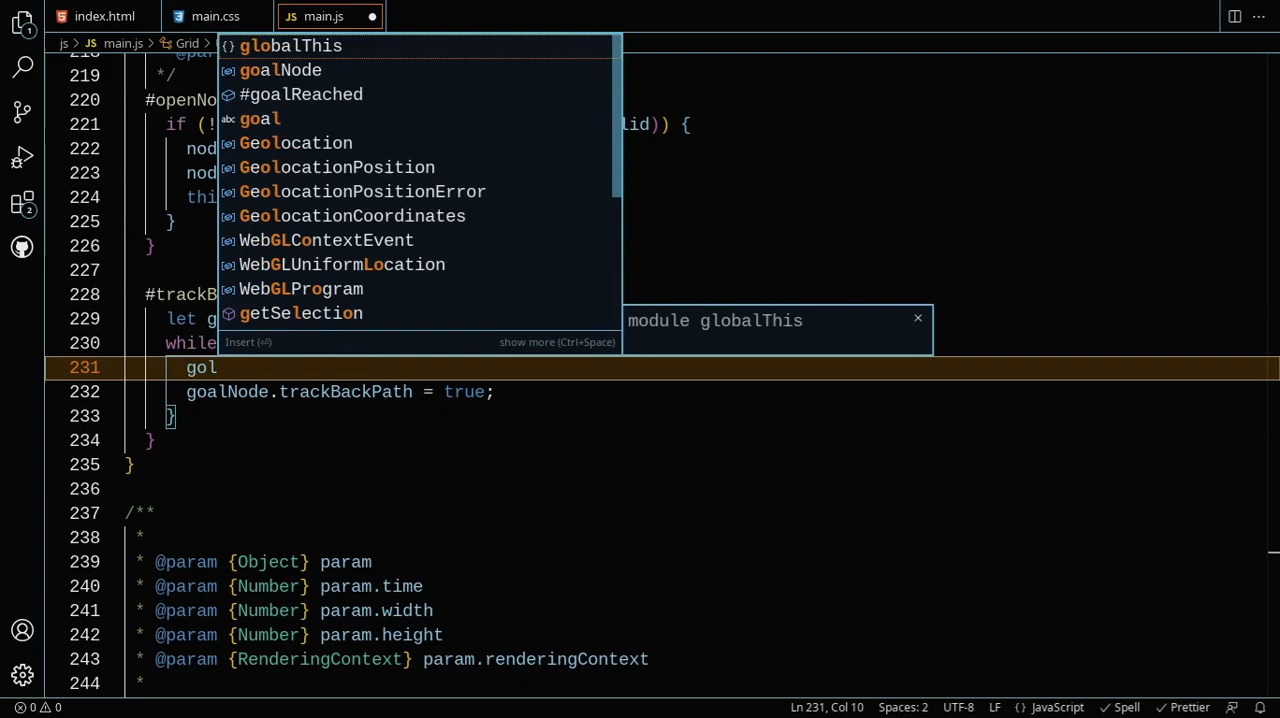 index.html
main.css
JS main.js
js > JS main.js > Grid >
globalThis
goalNode
#goalReached
abc goal
Geolocation
GeolocationPosition
GeolocationPositionError
GeolocationCoordinates
WebGLContextEvent
WebGLUniformLocation
WebGLProgram
getSelection
Insert (⏎) show more (Ctrl+Space)
module globalThis ×
219 */
220 #openNo
221 if (! lid)) {
222 nod
223 nod
224 thi
225 }
226 }
227
228 #trackB
229 let g
230 while
231 gol
232 goalNode.trackBackPath = true;
233 }
234 }
235 }
236
237 /**
238 *
239 * @param {Object} param
240 * @param {Number} param.time
241 * @param {Number} param.width
242 * @param {Number} param.height
243 * @param {RenderingContext} param.renderingContext
244 *
1
2
0 0
Ln 231, Col 10 Spaces: 2 UTF-8 LF {} JavaScript ✓ Spell ✓ Prettier